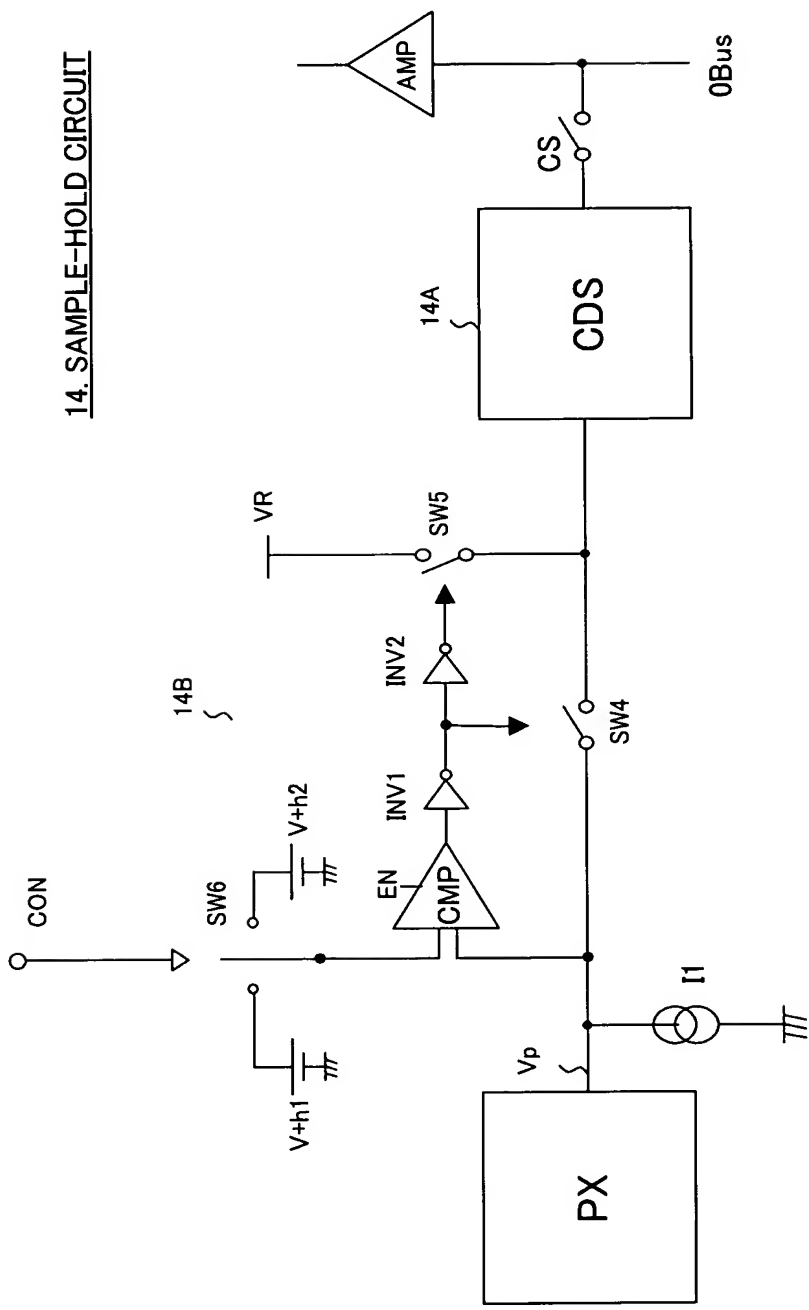 14. SAMPLE-HOLD CIRCUIT
CON
14B
SW6
V+h1
V+h2
EN
CMP
INV1
INV2
VR
SW5
14A
AMP
PX
Vp
I1
SW4
CDS
CS
0Bus